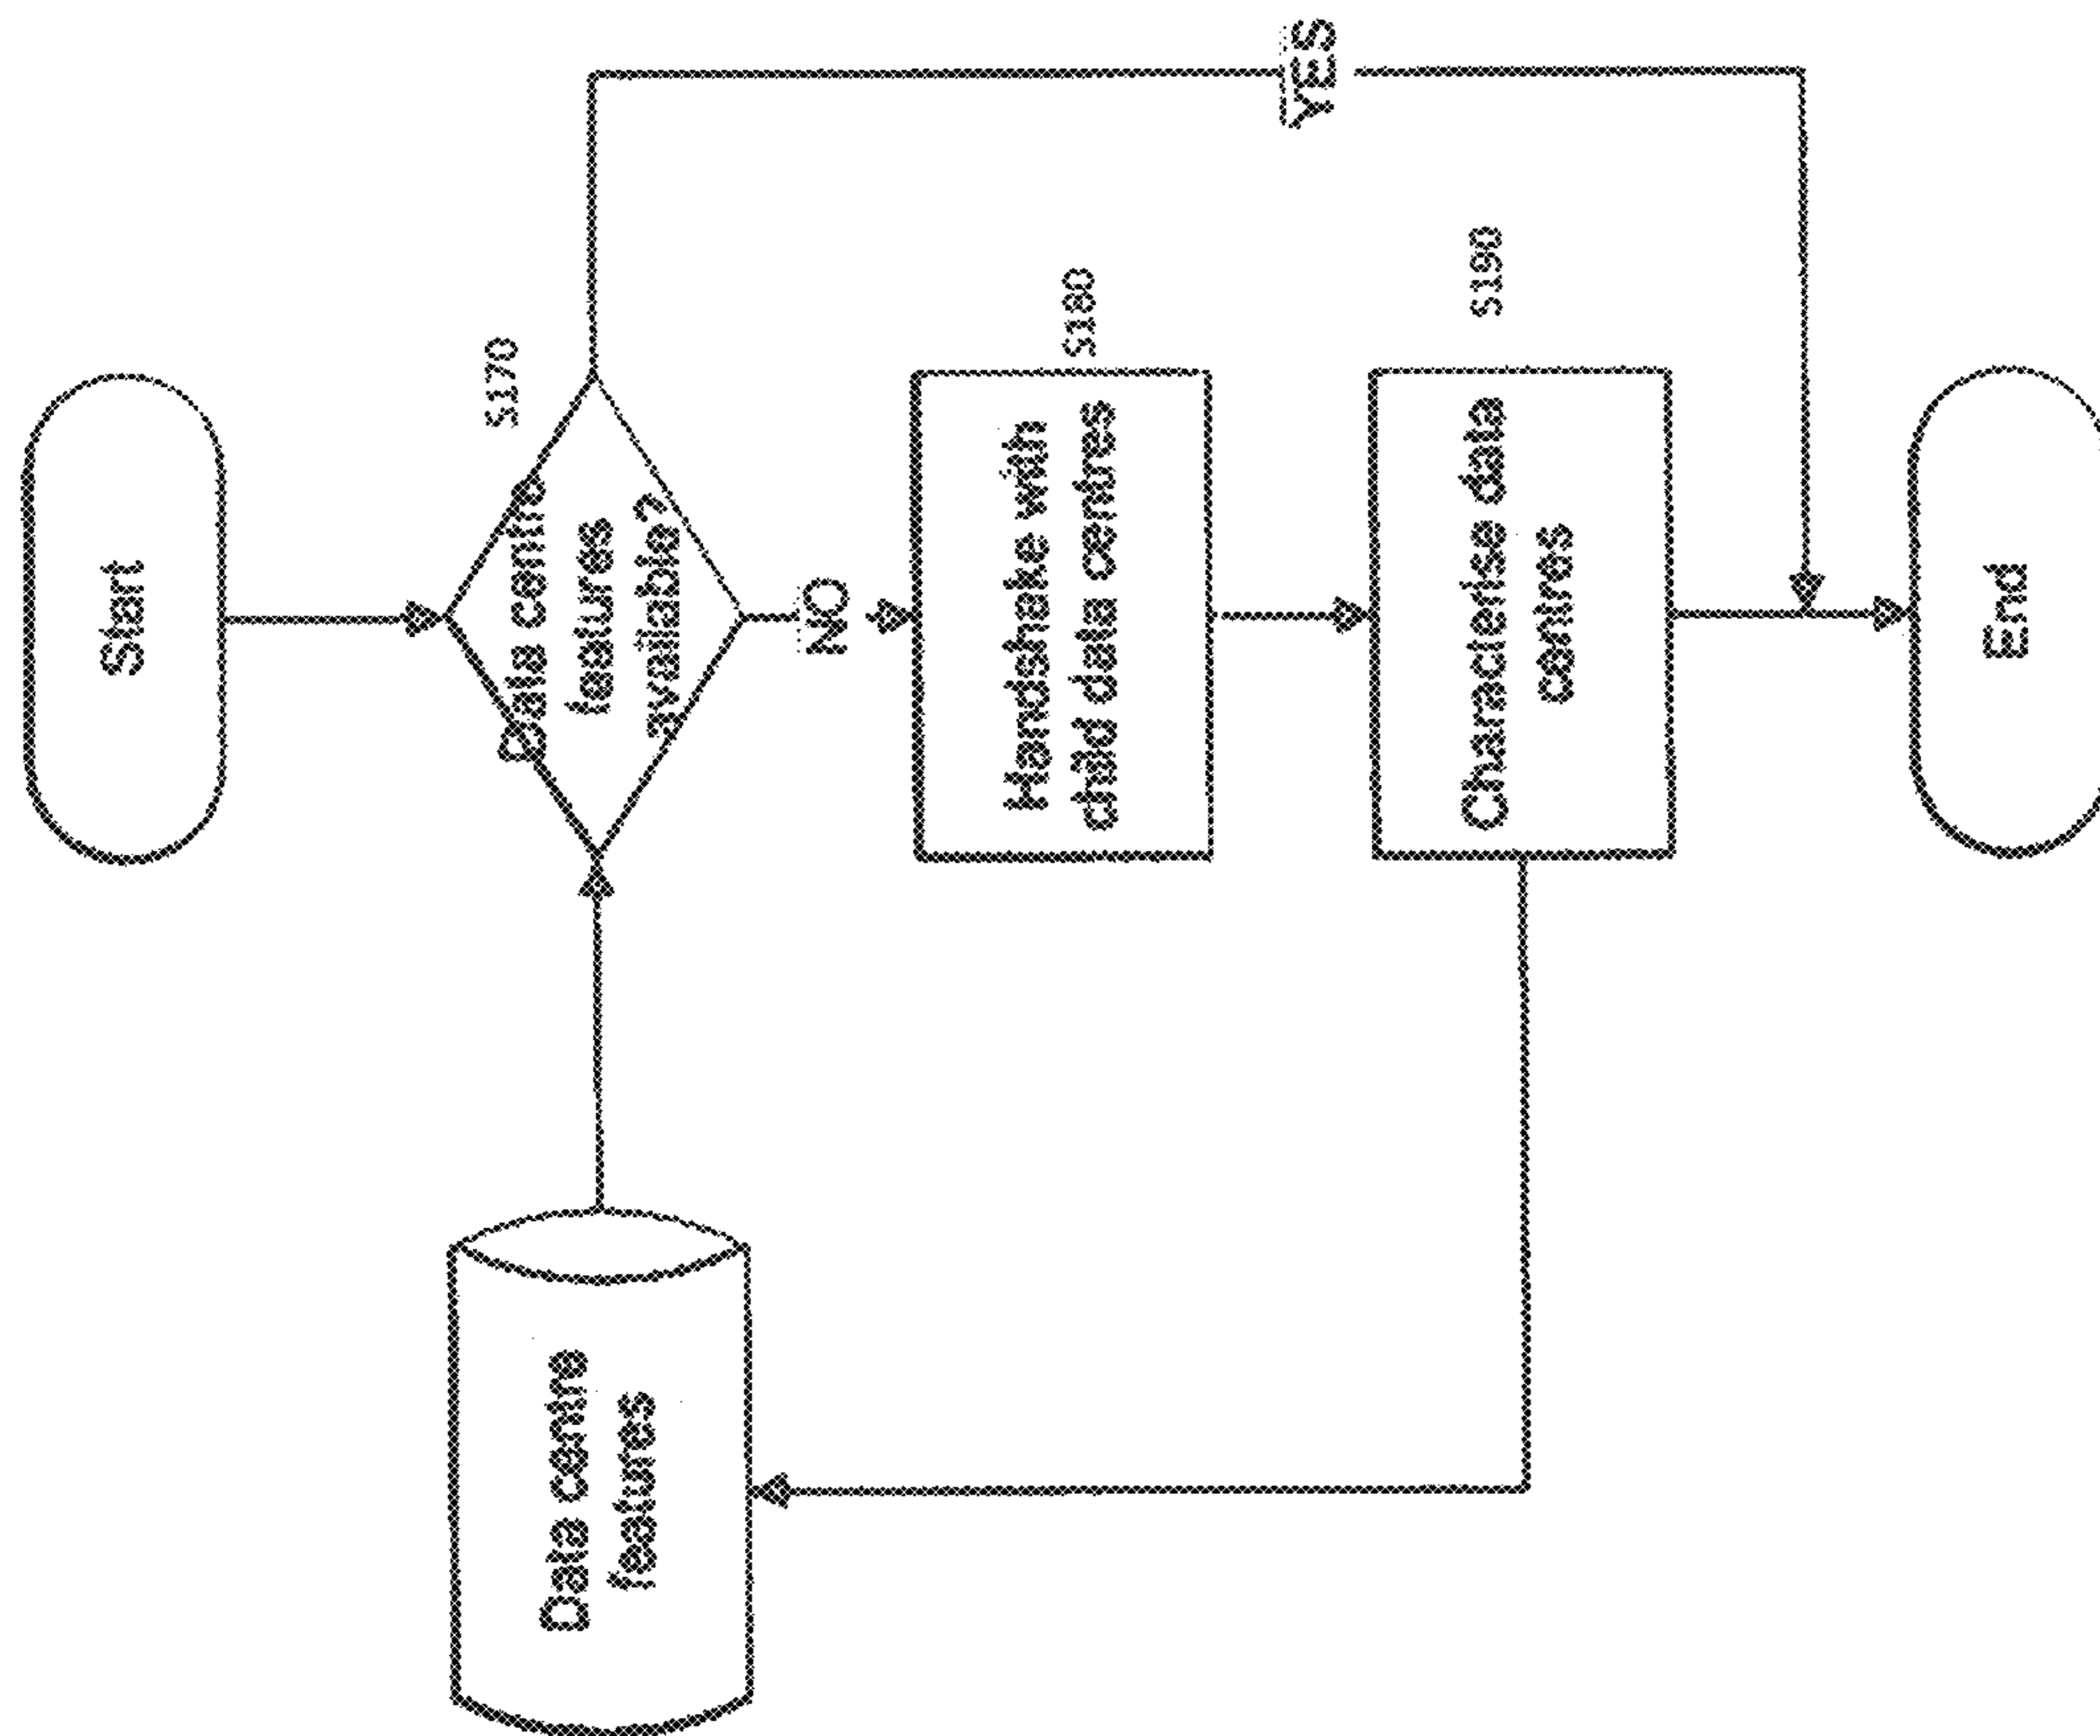 Start
S170
Data centre
features
available?
YES
NO
S180
Handshake with
child data centres
S190
Characterise data
centres
Data centre
features
End